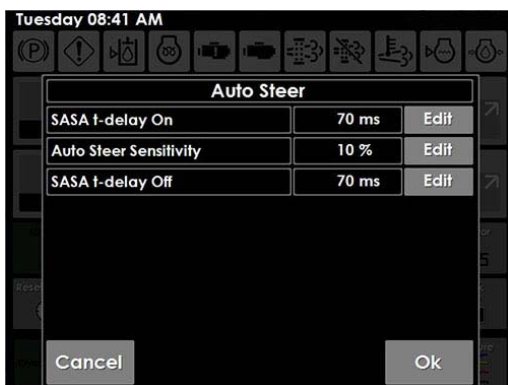 Tuesday 08:41 AM
(P)
Auto Steer
SASA t-delay On 70 ms Edit
Auto Steer Sensitivity 10 % Edit
SASA t-delay Off 70 ms Edit
Rese
Cancel Ok